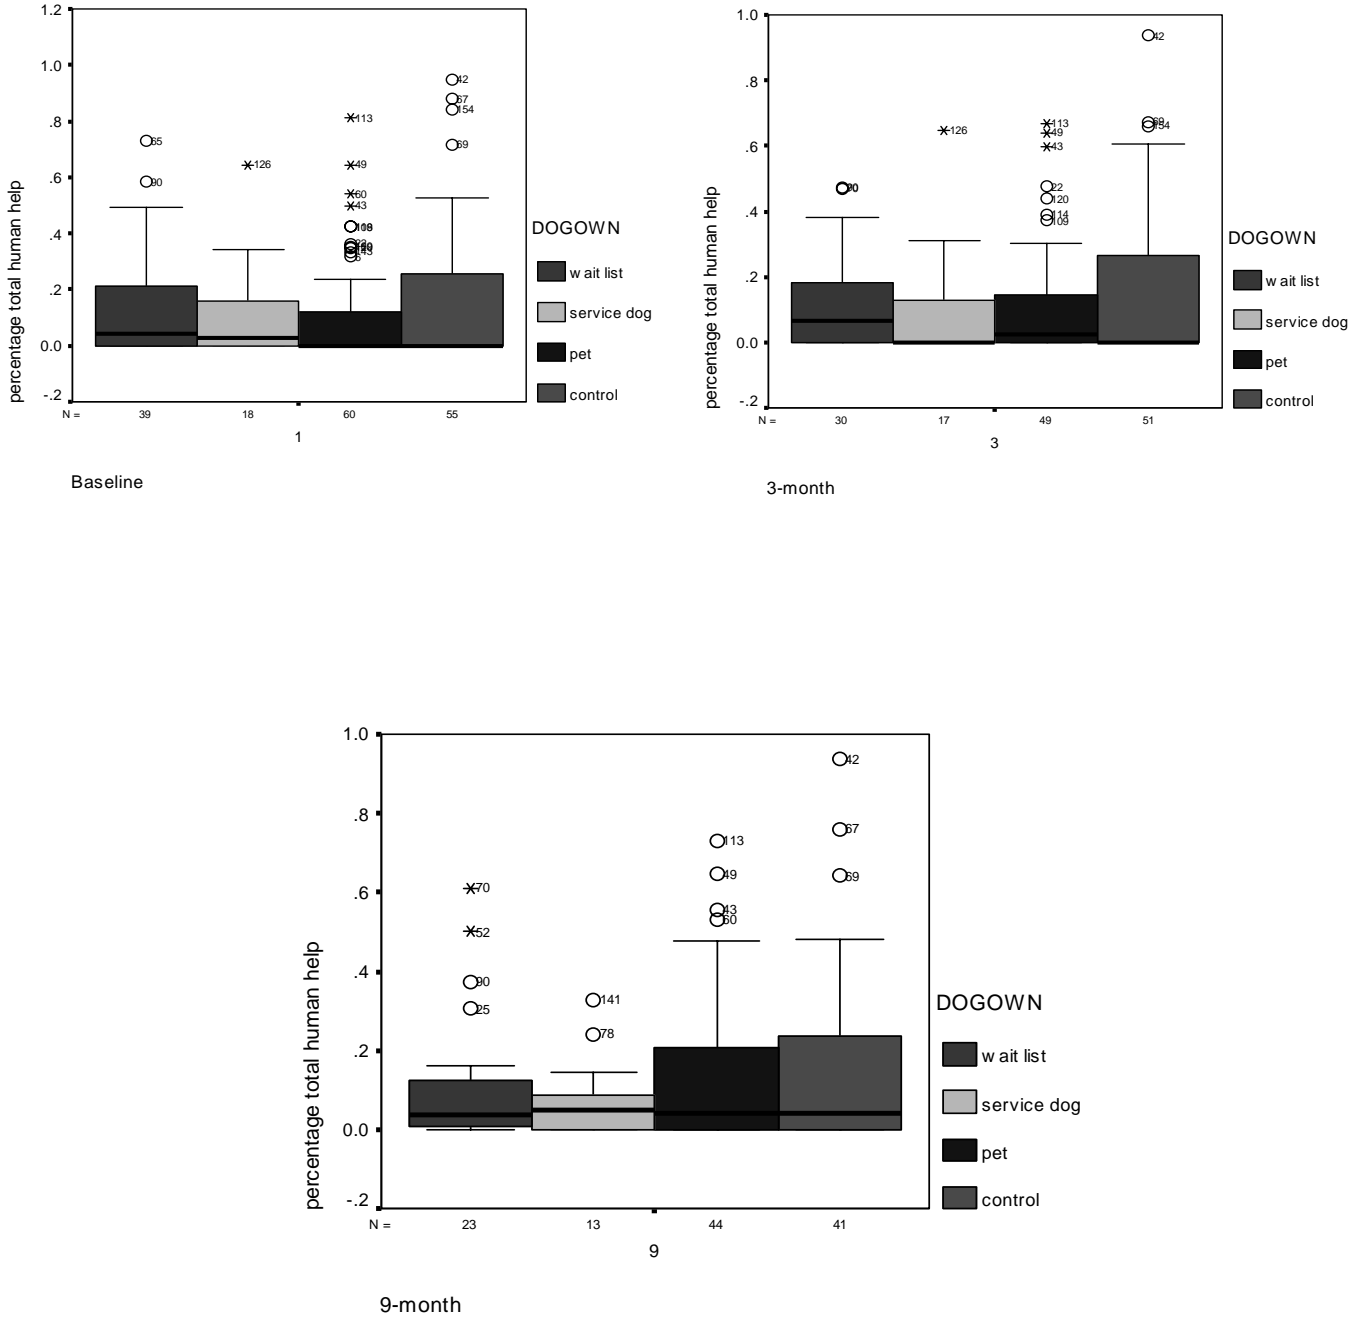 1.2
1.0
.8
.6
.4
.2
0.0
-.2
percentage total human help
65
90
126
113
49
60
43
42
67
154
69
N = 39 18 60 55
1
Baseline
DOGOWN
wait list
service dog
pet
control
1.0
.8
.6
.4
.2
0.0
-.2
percentage total human help
90
126
113
49
43
22
120
114
109
42
69
154
N = 30 17 49 51
3
3-month
DOGOWN
wait list
service dog
pet
control
1.0
.8
.6
.4
.2
0.0
-.2
percentage total human help
70
52
90
25
141
78
113
49
43
60
42
67
69
N = 23 13 44 41
9
9-month
DOGOWN
wait list
service dog
pet
control